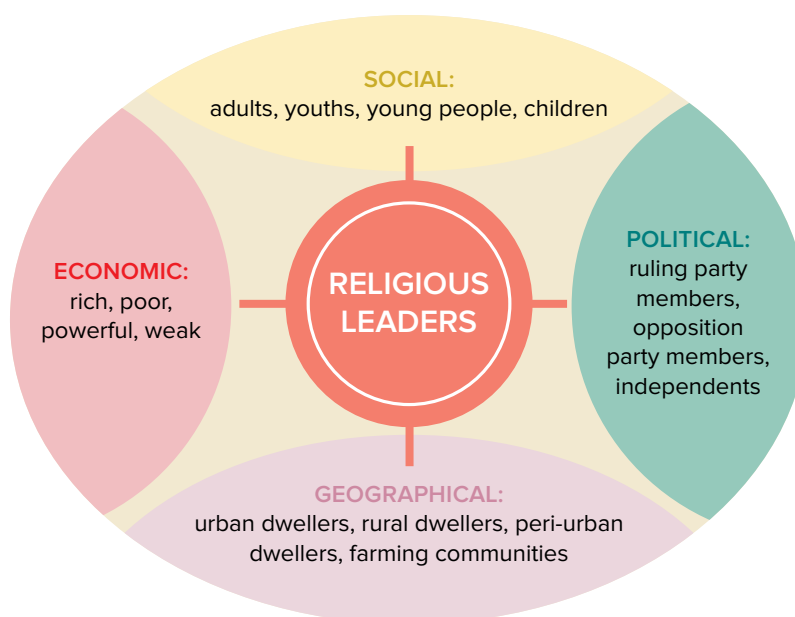 SOCIAL:
adults, youths, young people, children
ECONOMIC:
rich, poor,
powerful, weak
RELIGIOUS
LEADERS
POLITICAL:
ruling party
members,
opposition
party members,
independents
GEOGRAPHICAL:
urban dwellers, rural dwellers, peri-urban
dwellers, farming communities